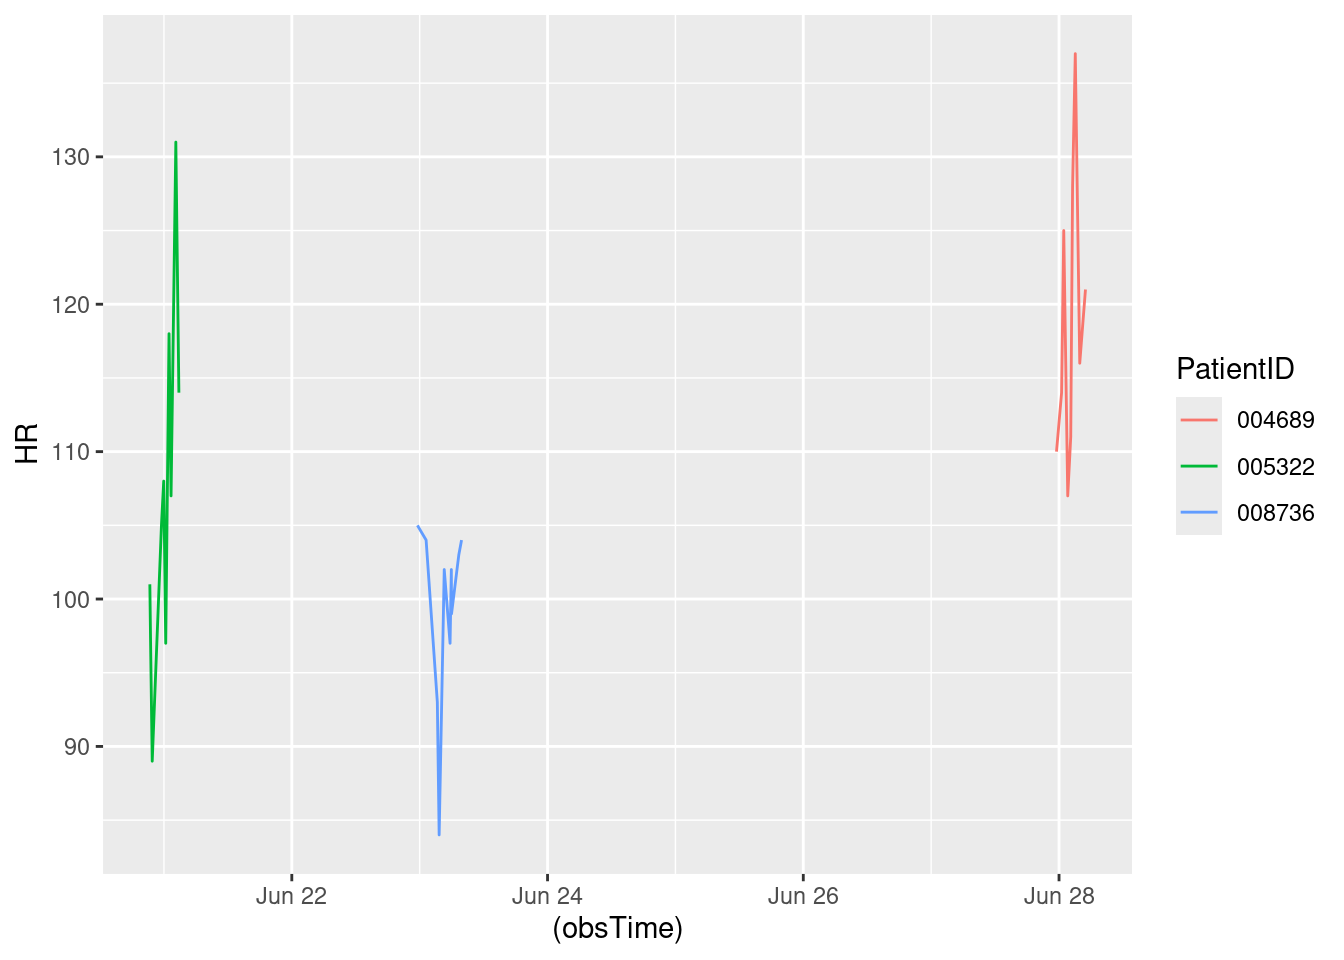 130
120
110
100
90
HR
Jun 22
Jun 24
Jun 26
Jun 28
(obsTime)
PatientID
004689
005322
008736